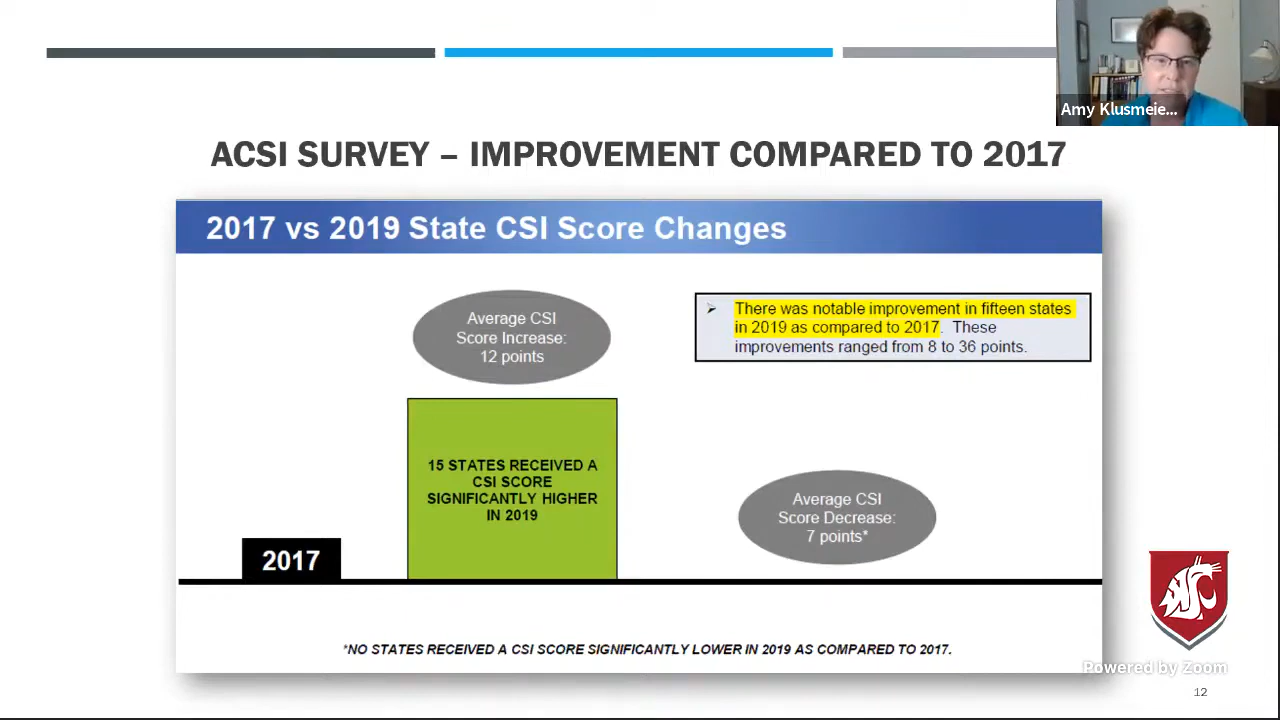 Amy Klusmeie...
ACSI SURVEY – IMPROVEMENT COMPARED TO 2017
2017 vs 2019 State CSI Score Changes
Average CSI
Score Increase:
12 points
➢ There was notable improvement in fifteen states
in 2019 as compared to 2017. These
improvements ranged from 8 to 36 points.
15 STATES RECEIVED A
CSI SCORE
SIGNIFICANTLY HIGHER
IN 2019
Average CSI
Score Decrease:
7 points*
2017
*NO STATES RECEIVED A CSI SCORE SIGNIFICANTLY LOWER IN 2019 AS COMPARED TO 2017.
Powered by Zoom
12